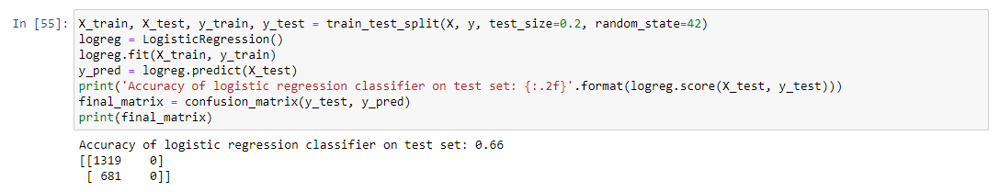 In [55]: X_train, X_test, y_train, y_test = train_test_split(X, y, test_size=0.2, random_state=42)
logreg = LogisticRegression()
logreg.fit(X_train, y_train)
y_pred = logreg.predict(X_test)
print('Accuracy of logistic regression classifier on test set: {:.2f}'.format(logreg.score(X_test, y_test)))
final_matrix = confusion_matrix(y_test, y_pred)
print(final_matrix)
Accuracy of logistic regression classifier on test set: 0.66
[[1319    0]
 [ 681    0]]